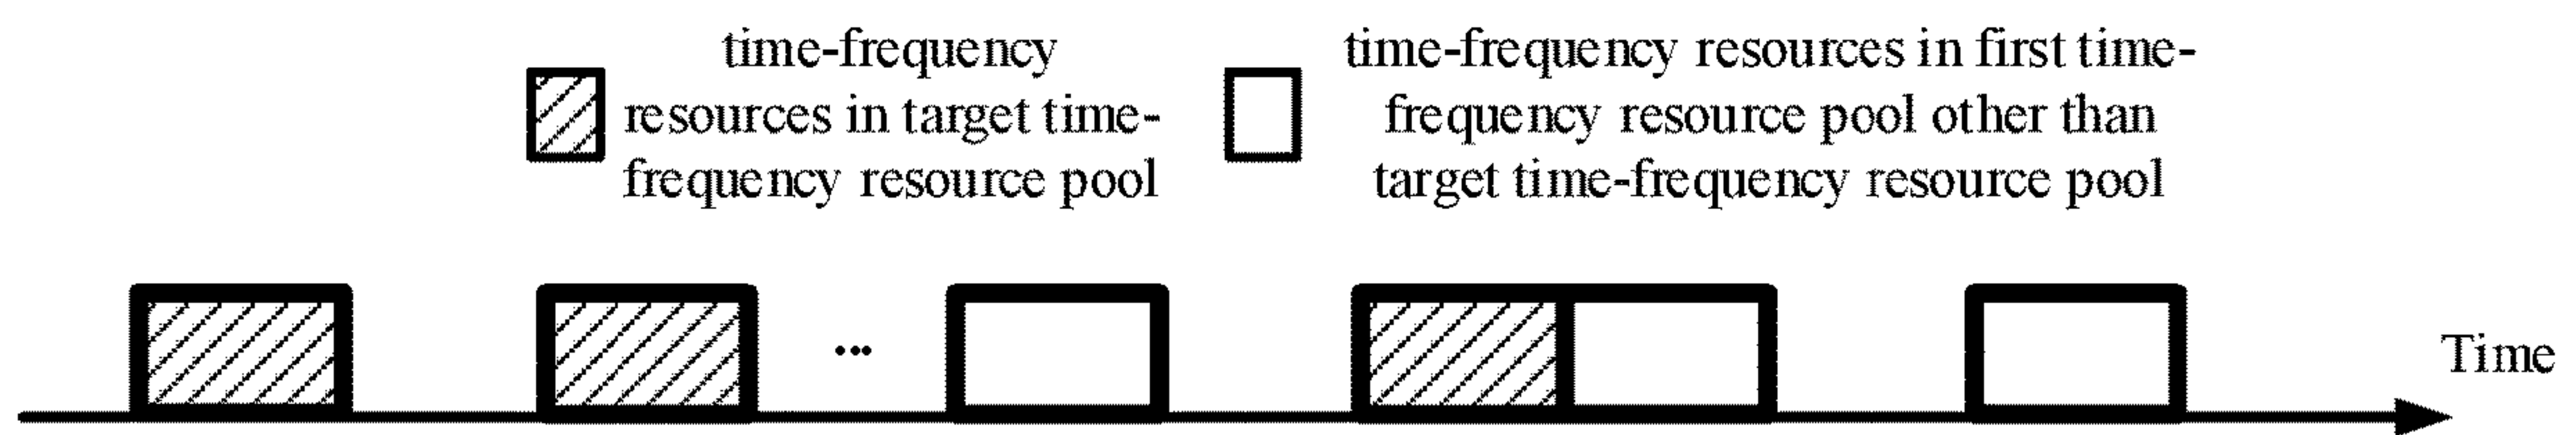 time-frequency
resources in target time-
frequency resource pool
time-frequency resources in first time-
frequency resource pool other than
target time-frequency resource pool
...
Time